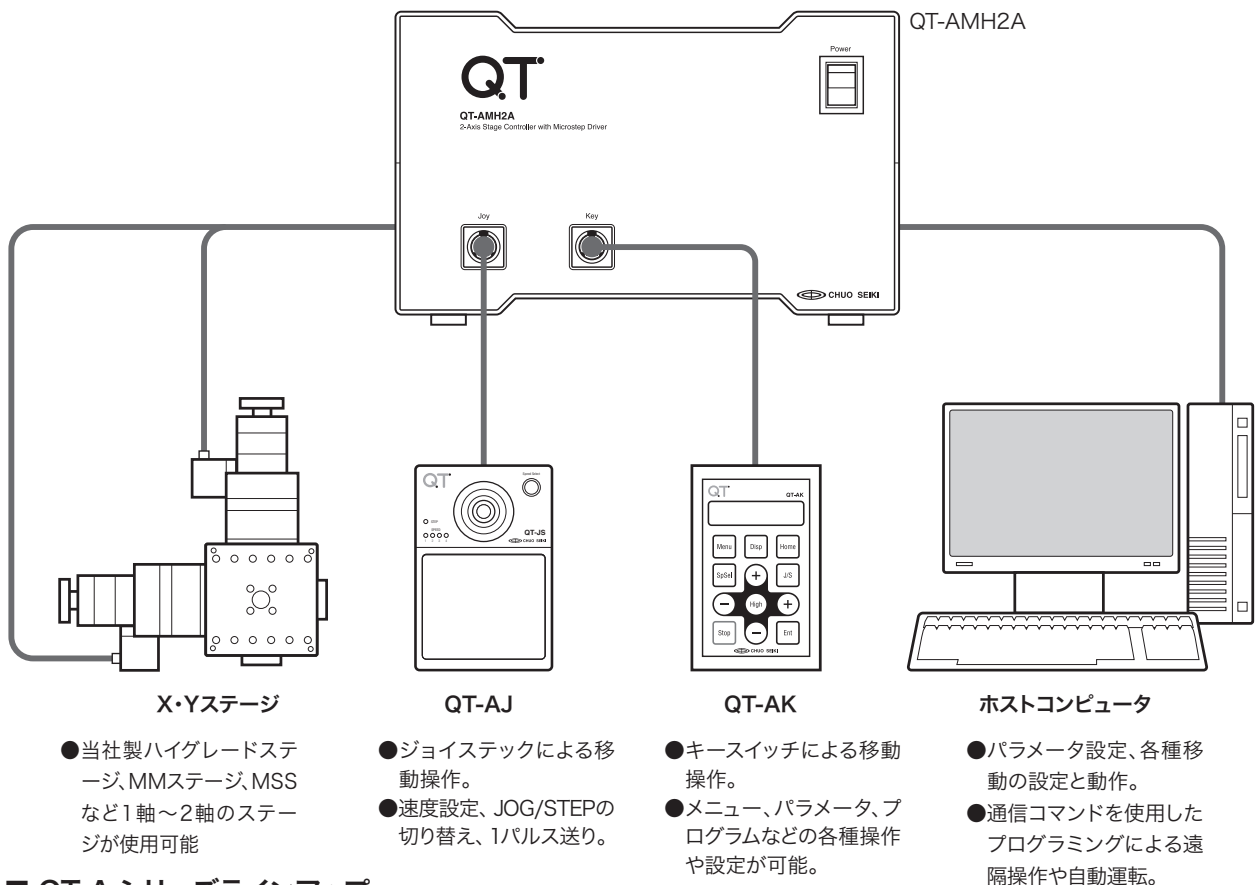 QT-AMH2A
Power
QT
QT-AMH2A
2-Axis Stage Controller with Microstep Driver
Joy
Key
CHUO SEIKI
QT
Speed Select
STEP
SPEED
1 2 3 4
QT-JS
CHUO SEIKI
QT
QT-AK
Menu
Disp
Home
SpSel
+
J/S
−
High
+
Stop
−
Ent
CHUO SEIKI
X・Yステージ
●当社製ハイグレードステ
ージ、MMステージ、MSS
など1軸～2軸のステー
ジが使用可能
QT-AJ
●ジョイステックによる移
動操作。
●速度設定、JOG/STEPの
切り替え、1パルス送り。
QT-AK
●キースイッチによる移動
操作。
●メニュー、パラメータ、プ
ログラムなどの各種操作
や設定が可能。
ホストコンピュータ
●パラメータ設定、各種移
動の設定と動作。
●通信コマンドを使用した
プログラミングによる遠
隔操作や自動運転。